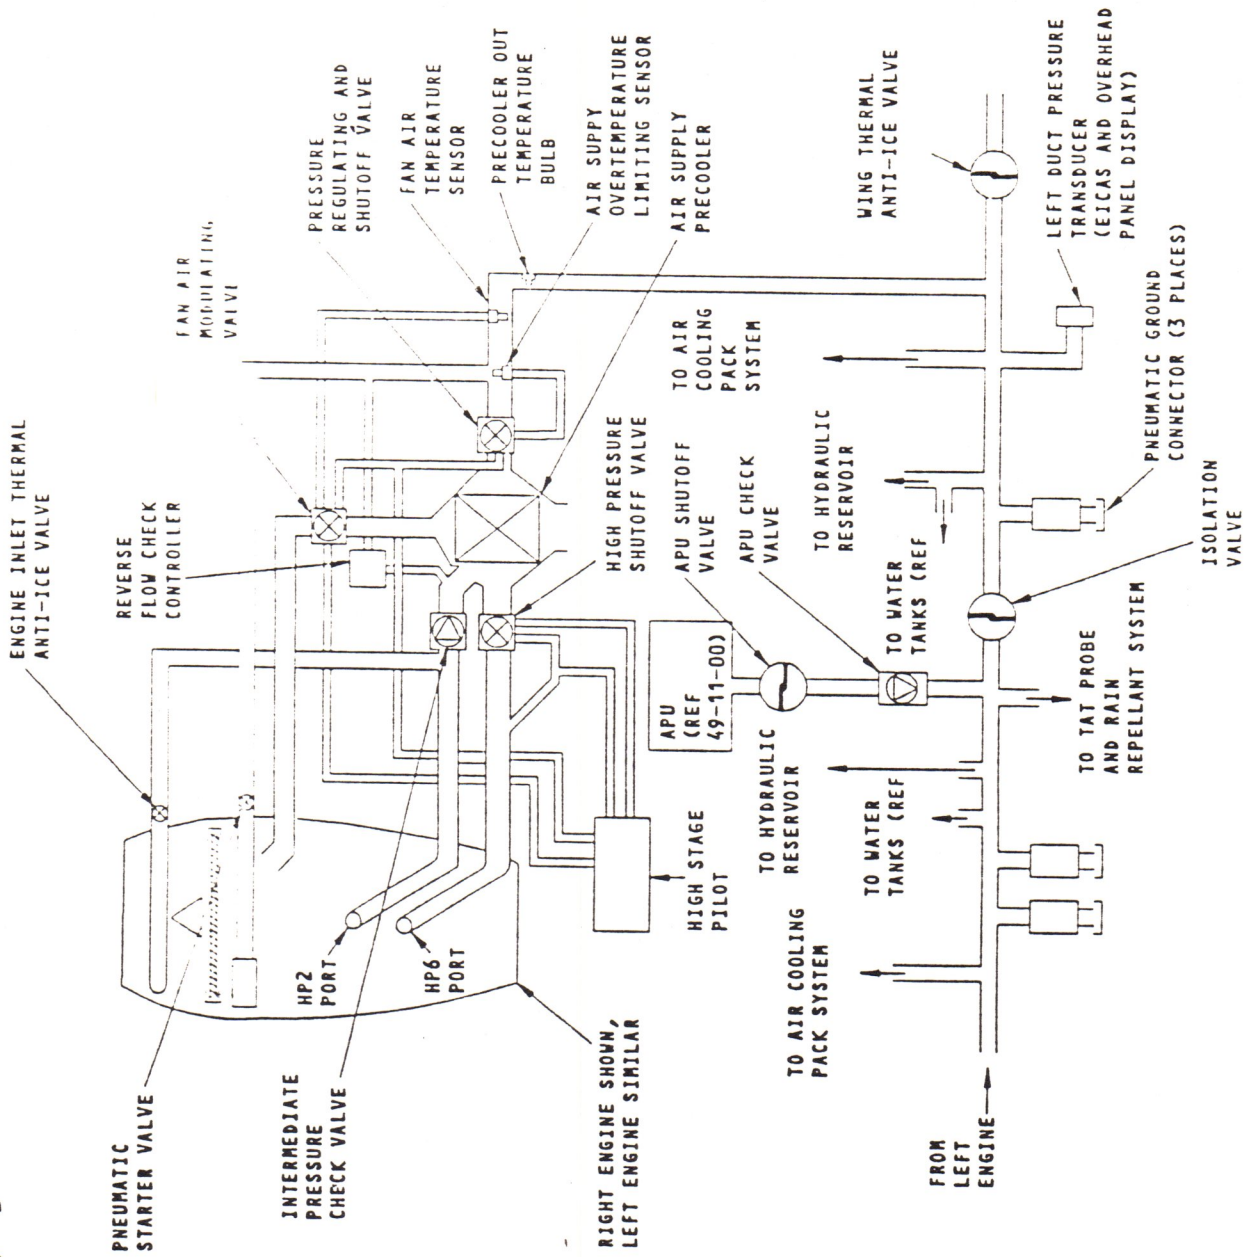 ENGINE INLET THERMAL
ANTI-ICE VALVE
REVERSE
FLOW CHECK
CONTROLLER
FAN AIR
MODULATING
VALVE
PRESSURE
REGULATING AND
SHUTOFF VALVE
FAN AIR
TEMPERATURE
SENSOR
PRECOOLER OUT
TEMPERATURE
BULB
AIR SUPPY
OVERTEMPERATURE
LIMITING SENSOR
AIR SUPPLY
PRECOOLER
PNEUMATIC
STARTER VALVE
HP2
PORT
HP6
PORT
INTERMEDIATE
PRESSURE
CHECK VALVE
RIGHT ENGINE SHOWN,
LEFT ENGINE SIMILAR
HIGH STAGE
PILOT
HIGH PRESSURE
SHUTOFF VALVE
APU
(REF
49-11-00)
APU SHUTOFF
VALVE
APU CHECK
VALVE
TO AIR
COOLING
PACK
SYSTEM
TO HYDRAULIC
RESERVOIR
TO WATER
TANKS (REF
WING THERMAL
ANTI-ICE VALVE
LEFT DUCT PRESSURE
TRANSDUCER
(EICAS AND OVERHEAD
PANEL DISPLAY)
PNEUMATIC GROUND
CONNECTOR (3 PLACES)
ISOLATION
VALVE
TO TAT PROBE
AND RAIN
REPELLANT SYSTEM
TO HYDRAULIC
RESERVOIR
TO WATER
TANKS (REF
TO AIR COOLING
PACK SYSTEM
FROM
LEFT
ENGINE